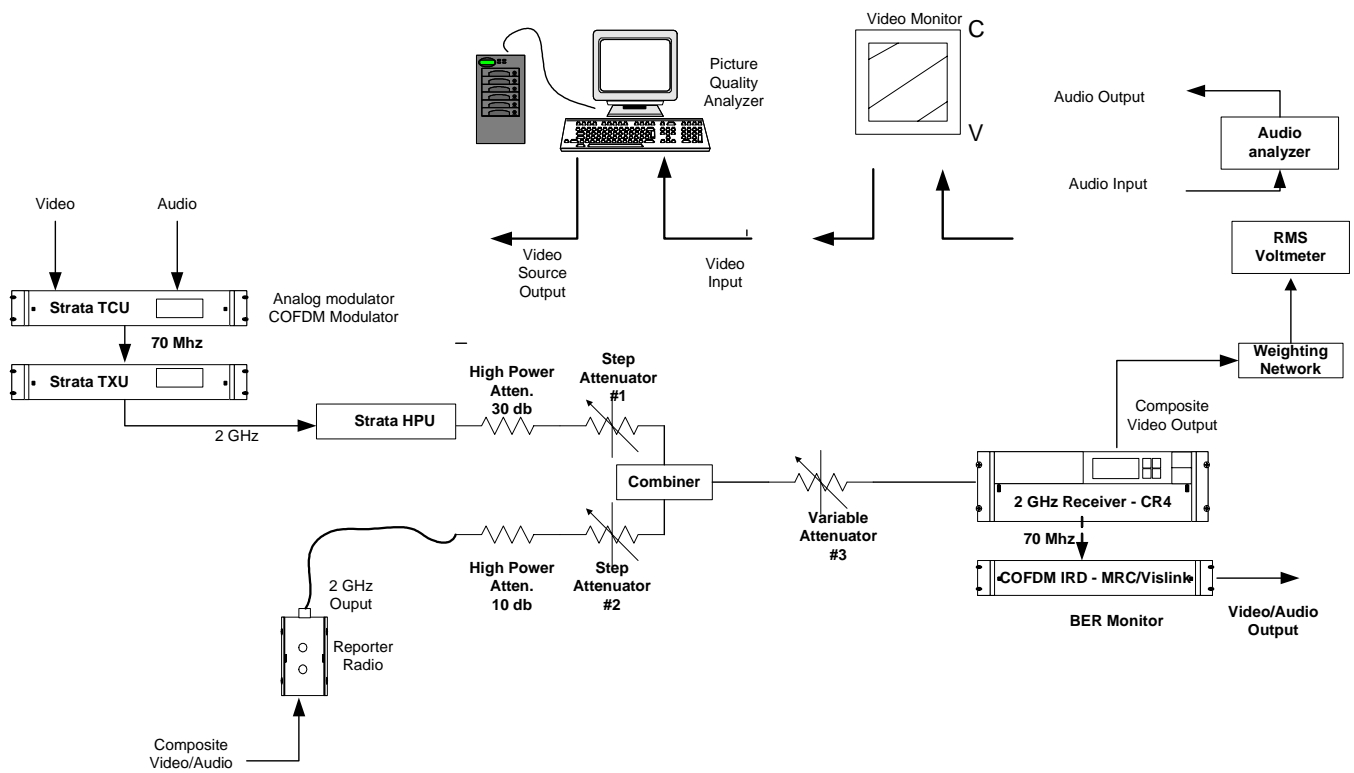 Video Monitor
C
V
Picture
Quality
Analyzer
Audio Output
Audio
analyzer
Audio Input
Video
Audio
Video
Source
Output
Video
Input
RMS
Voltmeter
Strata TCU
Analog modulator
COFDM Modulator
70 Mhz
Strata TXU
Weighting
Network
High Power
Atten.
30 db
Step
Attenuator
#1
2 GHz
Strata HPU
Composite
Video Output
Combiner
2 GHz Receiver - CR4
Variable
Attenuator
#3
70 Mhz
High Power
Atten.
10 db
Step
Attenuator
#2
COFDM IRD - MRC/Vislink
BER Monitor
Video/Audio
Output
2 GHz
Ouput
Reporter
Radio
Composite
Video/Audio